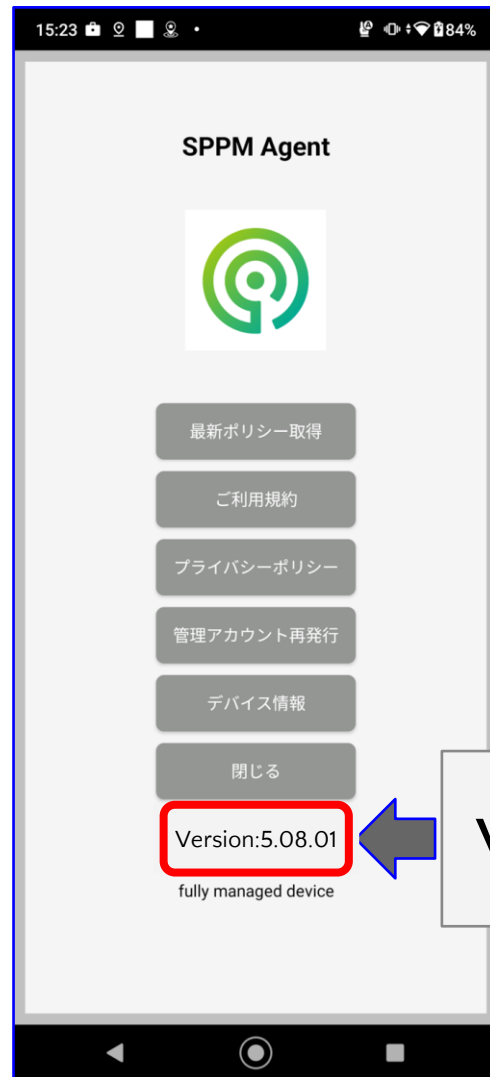 15:23
84%
SPPM Agent
最新ポリシー取得
ご利用規約
プライバシーポリシー
管理アカウント再発行
デバイス情報
閉じる
Version:5.08.01
fully managed device